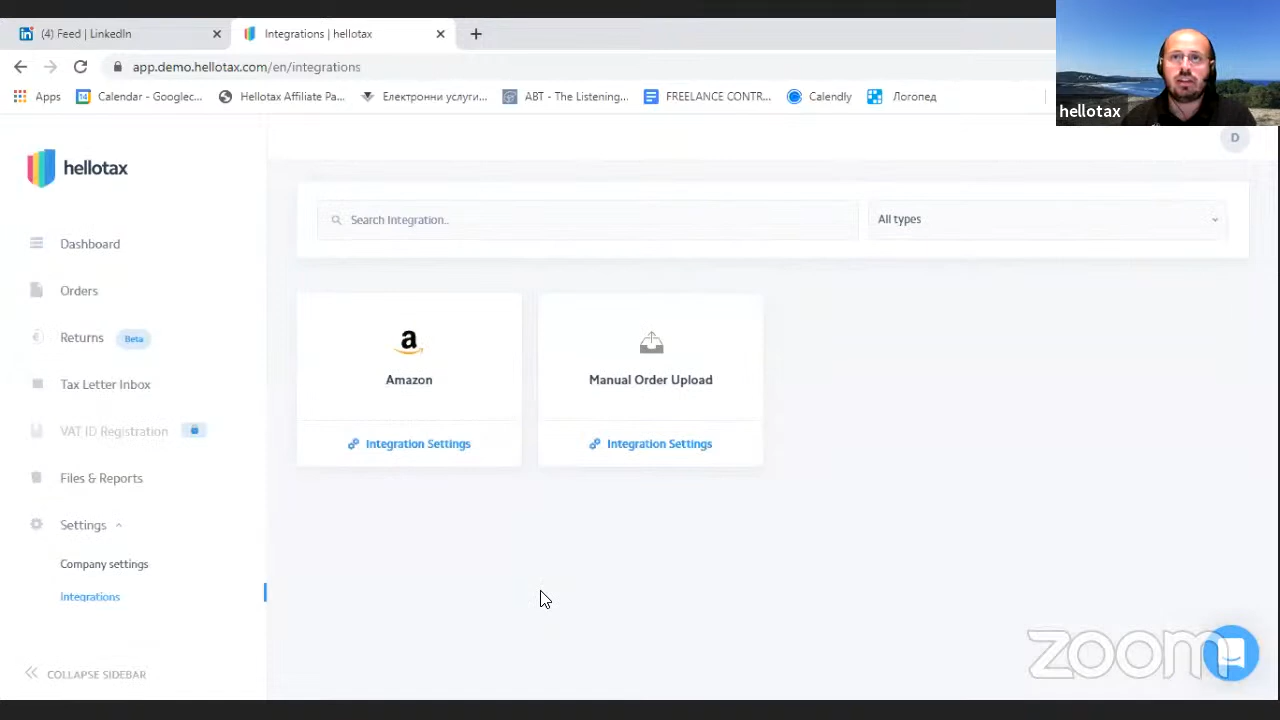 (4) Feed | LinkedIn
Integrations | hellotax
app.demo.hellotax.com/en/integrations
Apps
Calendar - Googlec...
Hellotax Affiliate Pa...
Електронни услуги...
ABT - The Listening...
FREELANCE CONTR...
Calendly
Логопед
hellotax
D
hellotax
Search Integration..
All types
Dashboard
Orders
Returns Beta
Tax Letter Inbox
VAT ID Registration
Files & Reports
Settings
Company settings
Integrations
COLLAPSE SIDEBAR
a
Amazon
Integration Settings
Manual Order Upload
Integration Settings
zoom